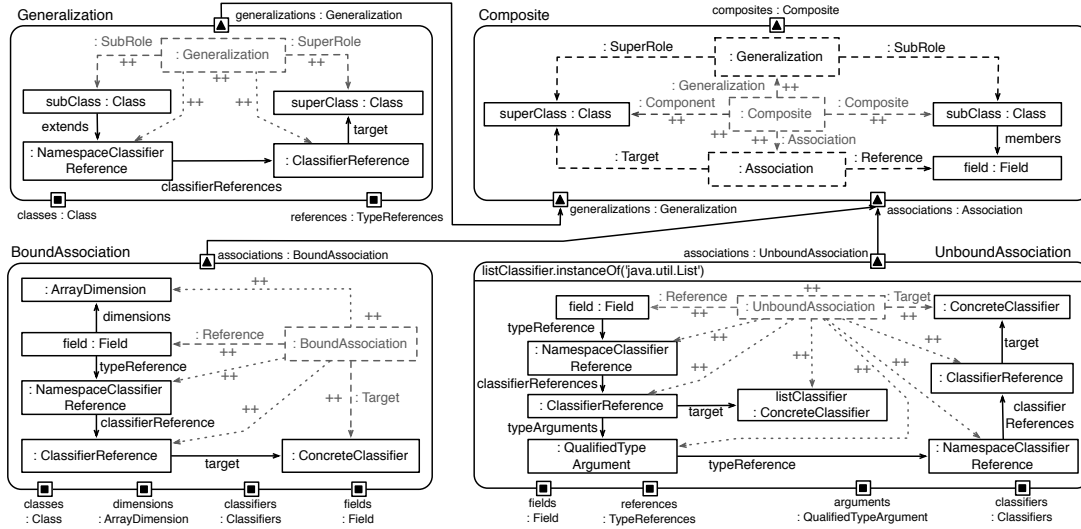 Generalization
generalizations : Generalization
: SubRole
++
: Generalization
: SuperRole
++
++
++
subClass : Class
superClass : Class
extends
target
: NamespaceClassifier
Reference
: ClassifierReference
classifierReferences
classes : Class
references : TypeReferences
Composite
composites : Composite
: SuperRole
: Generalization
: SubRole
: Generalization
++
superClass : Class
: Component
++
: Composite
: Composite
++
subClass : Class
++
++
: Association
members
: Target
: Association
: Reference
field : Field
generalizations : Generalization
associations : Association
BoundAssociation
associations : BoundAssociation
: ArrayDimension
++
++
dimensions
field : Field
: Reference
++
: BoundAssociation
typeReference
++
: NamespaceClassifier
Reference
: Target
++
++
classifierReference
: ClassifierReference
target
: ConcreteClassifier
classes
: Class
dimensions
: ArrayDimension
classifiers
: Classifiers
fields
: Field
associations : UnboundAssociation
UnboundAssociation
listClassifier.instanceOf('java.util.List')
++
field : Field
: Reference
++
: UnboundAssociation
: Target
++
: ConcreteClassifier
typeReference
++
++
++
: NamespaceClassifier
Reference
target
classifierReferences
++
++
++
: ClassifierReference
: ClassifierReference
target
listClassifier
: ConcreteClassifier
classifier
References
typeArguments
: QualifiedType
Argument
typeReference
: NamespaceClassifier
Reference
fields
: Field
references
: TypeReferences
arguments
: QualifiedTypeArgument
classifiers
: Classifiers